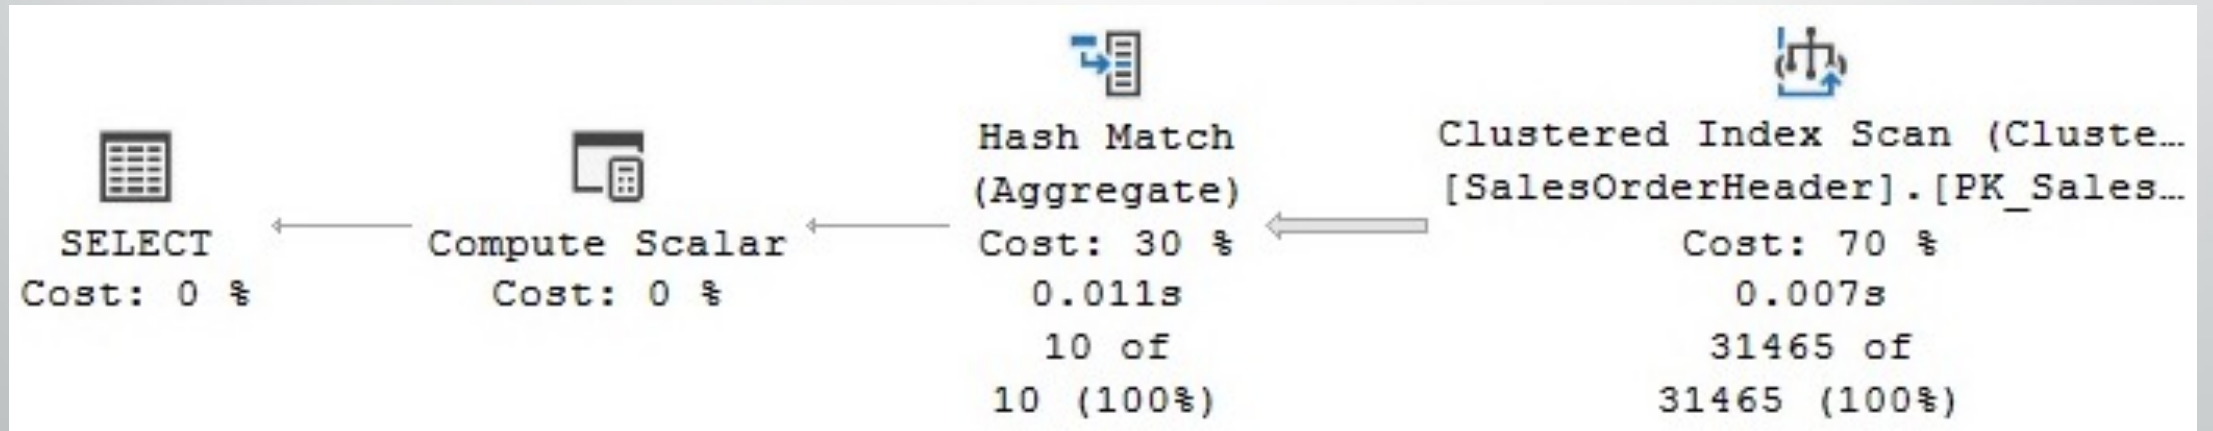 SELECT
Cost: 0 %
Compute Scalar
Cost: 0 %
Hash Match
(Aggregate)
Cost: 30 %
0.011s
10 of
10 (100%)
Clustered Index Scan (Cluste…
[SalesOrderHeader].[PK_Sales…
Cost: 70 %
0.007s
31465 of
31465 (100%)